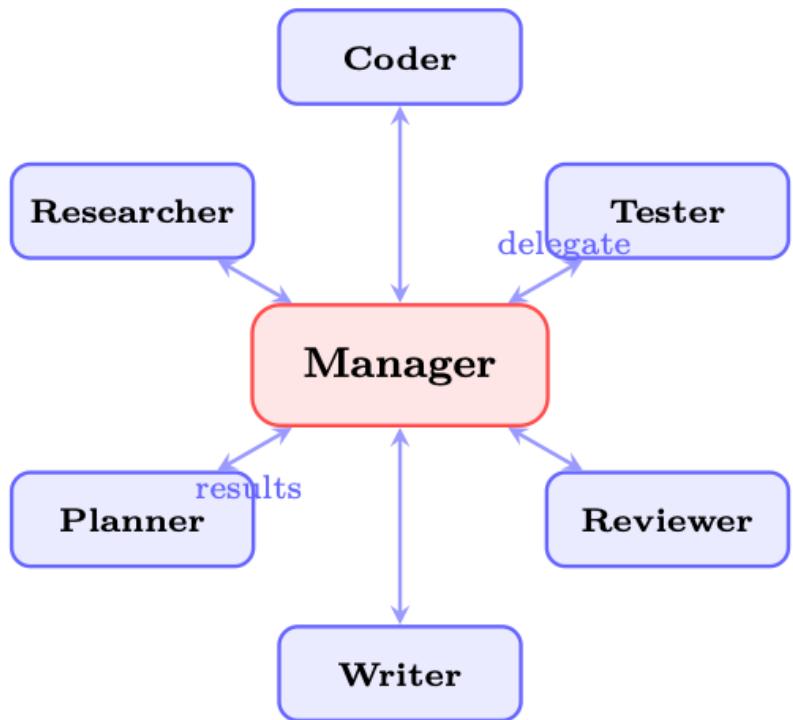 Coder
Researcher
Tester
delegate
Manager
results
Planner
Reviewer
Writer